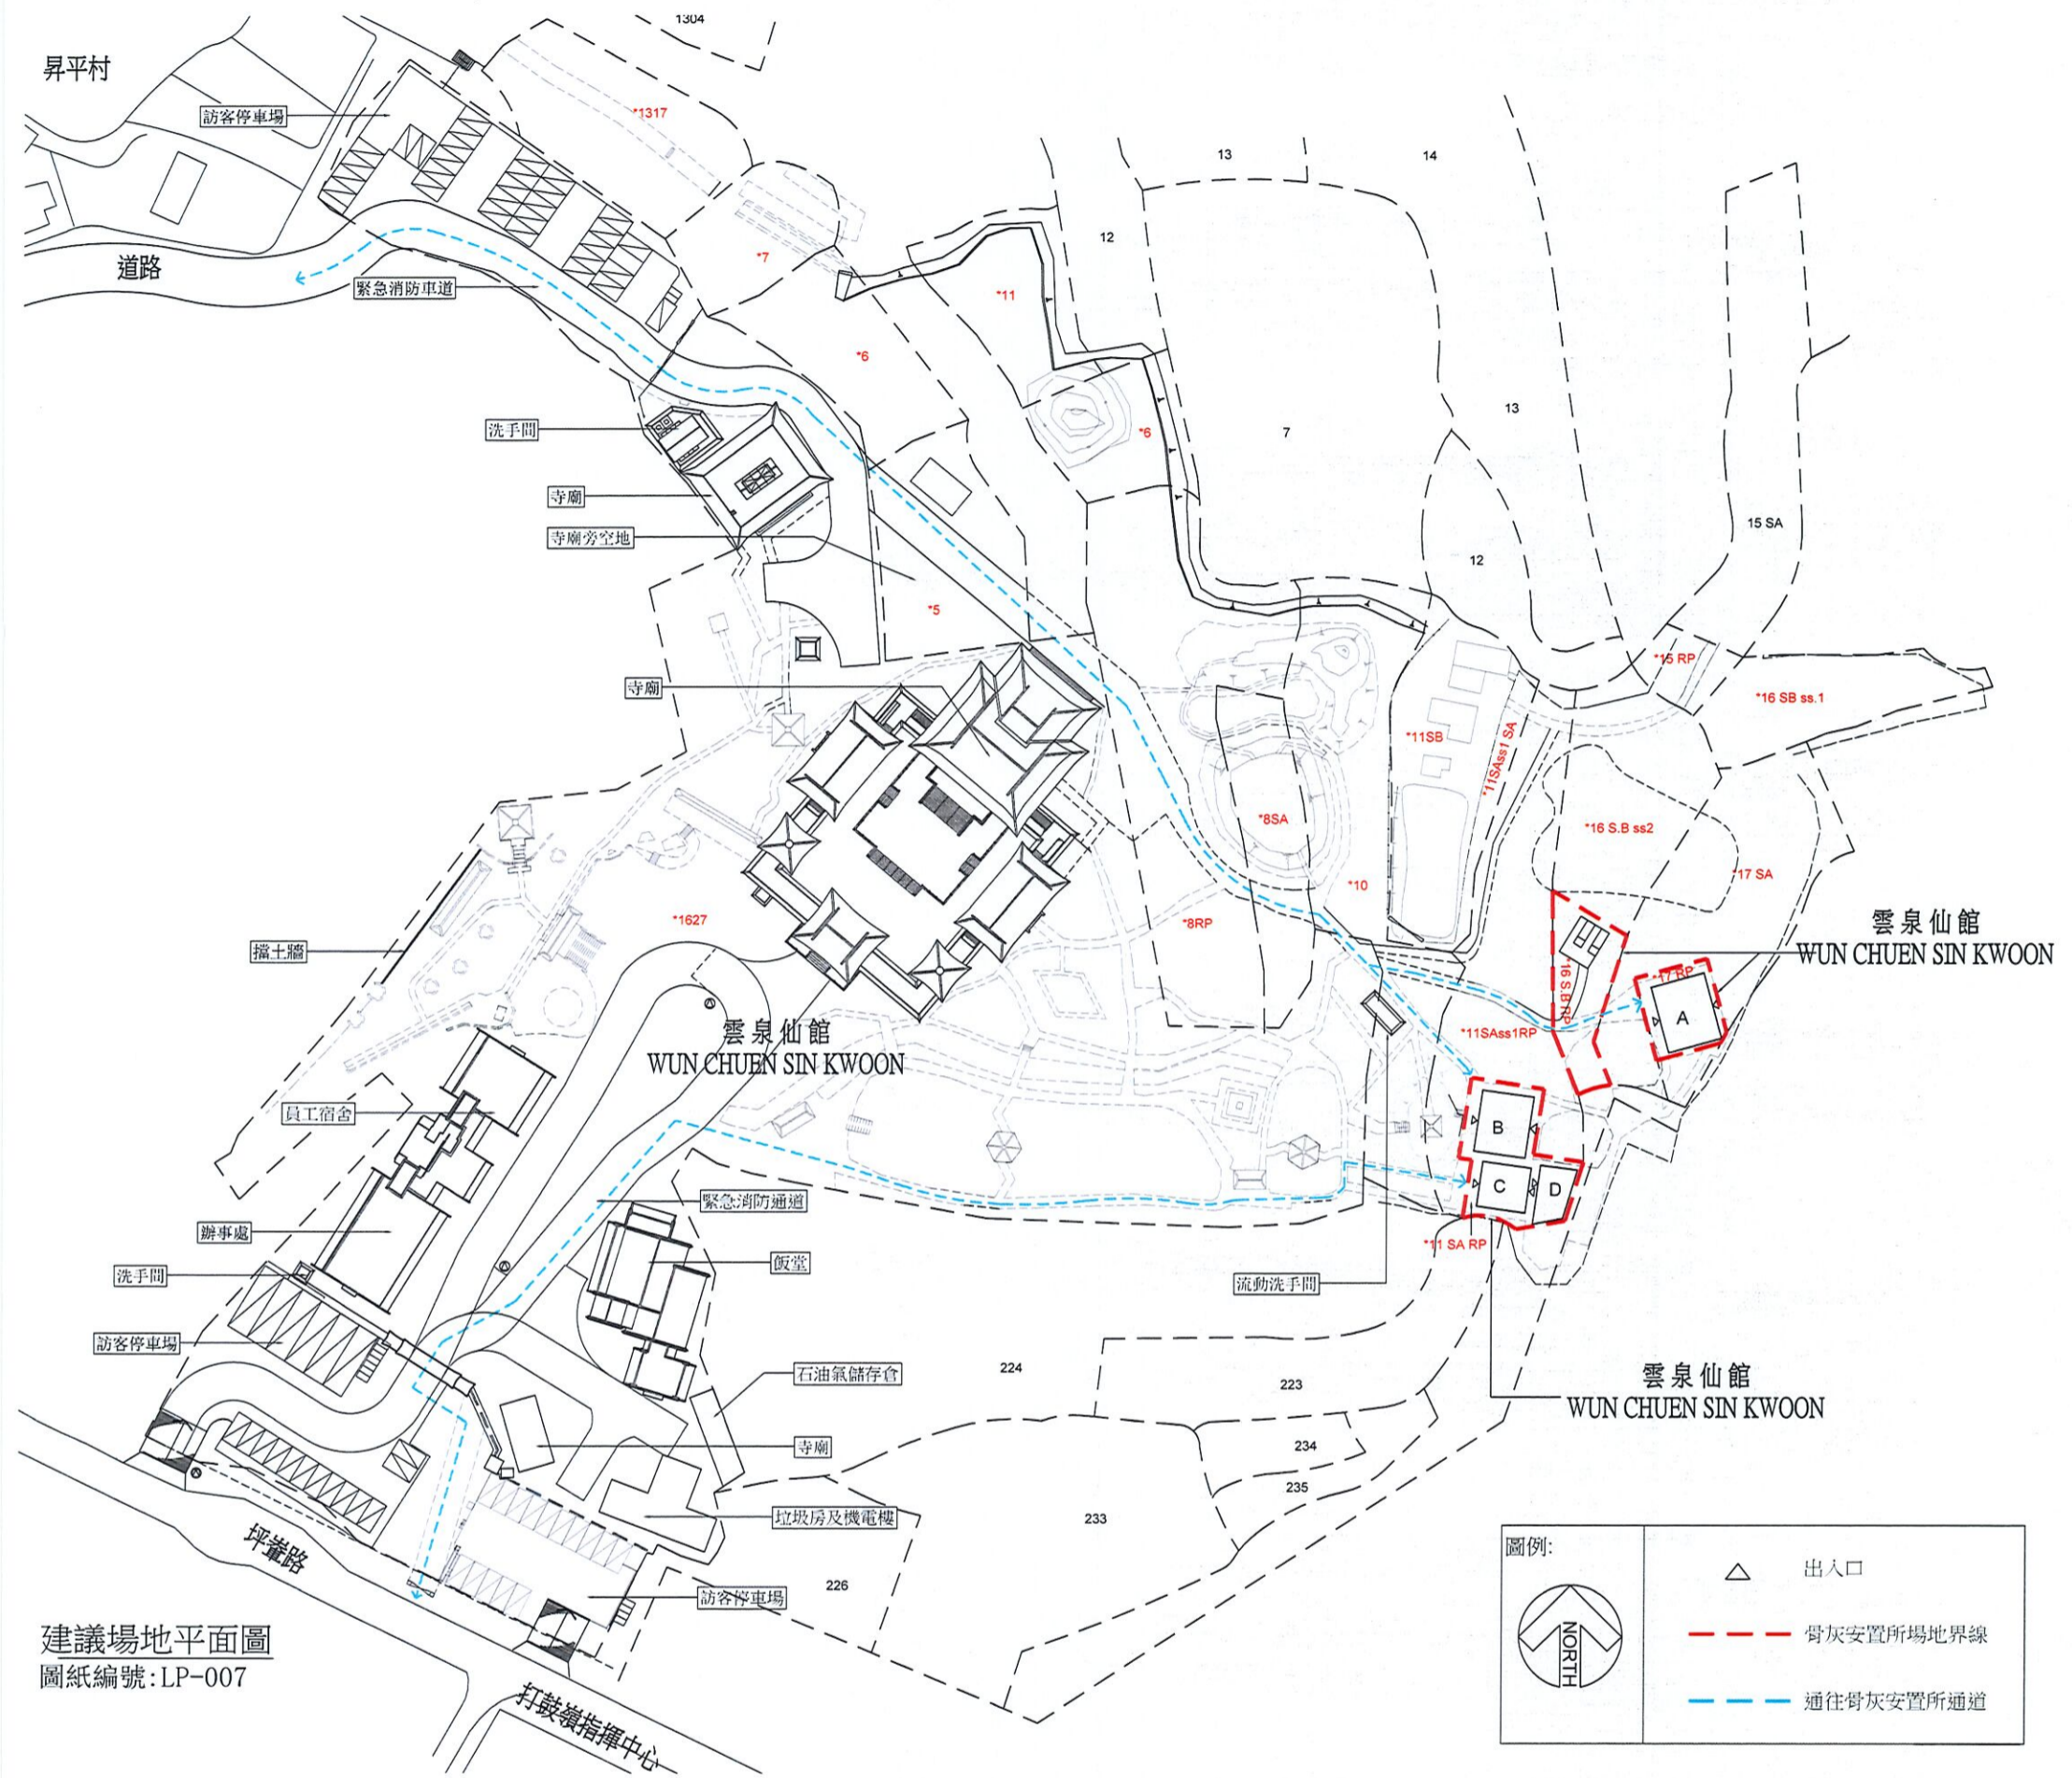 1304
昇平村
訪客停車場
*1317
13
14
12
*7
道路
緊急消防車道
*11
*6
13
洗手間
*6
7
寺廟
寺廟旁空地
15 SA
12
*5
*15 RP
寺廟
*16 SB ss.1
*11SB
*11SAss1 SA
*8SA
*16 S.B ss2
*17 SA
*10
*1627
*8RP
雲泉仙館
WUN CHUEN SIN KWOON
擋土牆
*17 RP
*16 S.B RP
A
雲泉仙館
WUN CHUEN SIN KWOON
*11SAss1RP
員工宿舍
B
緊急消防通道
C
D
辦事處
*11 SA RP
飯堂
洗手間
流動洗手間
訪客停車場
石油氣儲存倉
224
223
雲泉仙館
WUN CHUEN SIN KWOON
寺廟
234
235
垃圾房及機電樓
233
坪輋路
226
訪客停車場
圖例:
出入口
NORTH
骨灰安置所場地界線
通往骨灰安置所通道
建議場地平面圖
圖紙編號:LP-007
打鼓嶺指揮中心